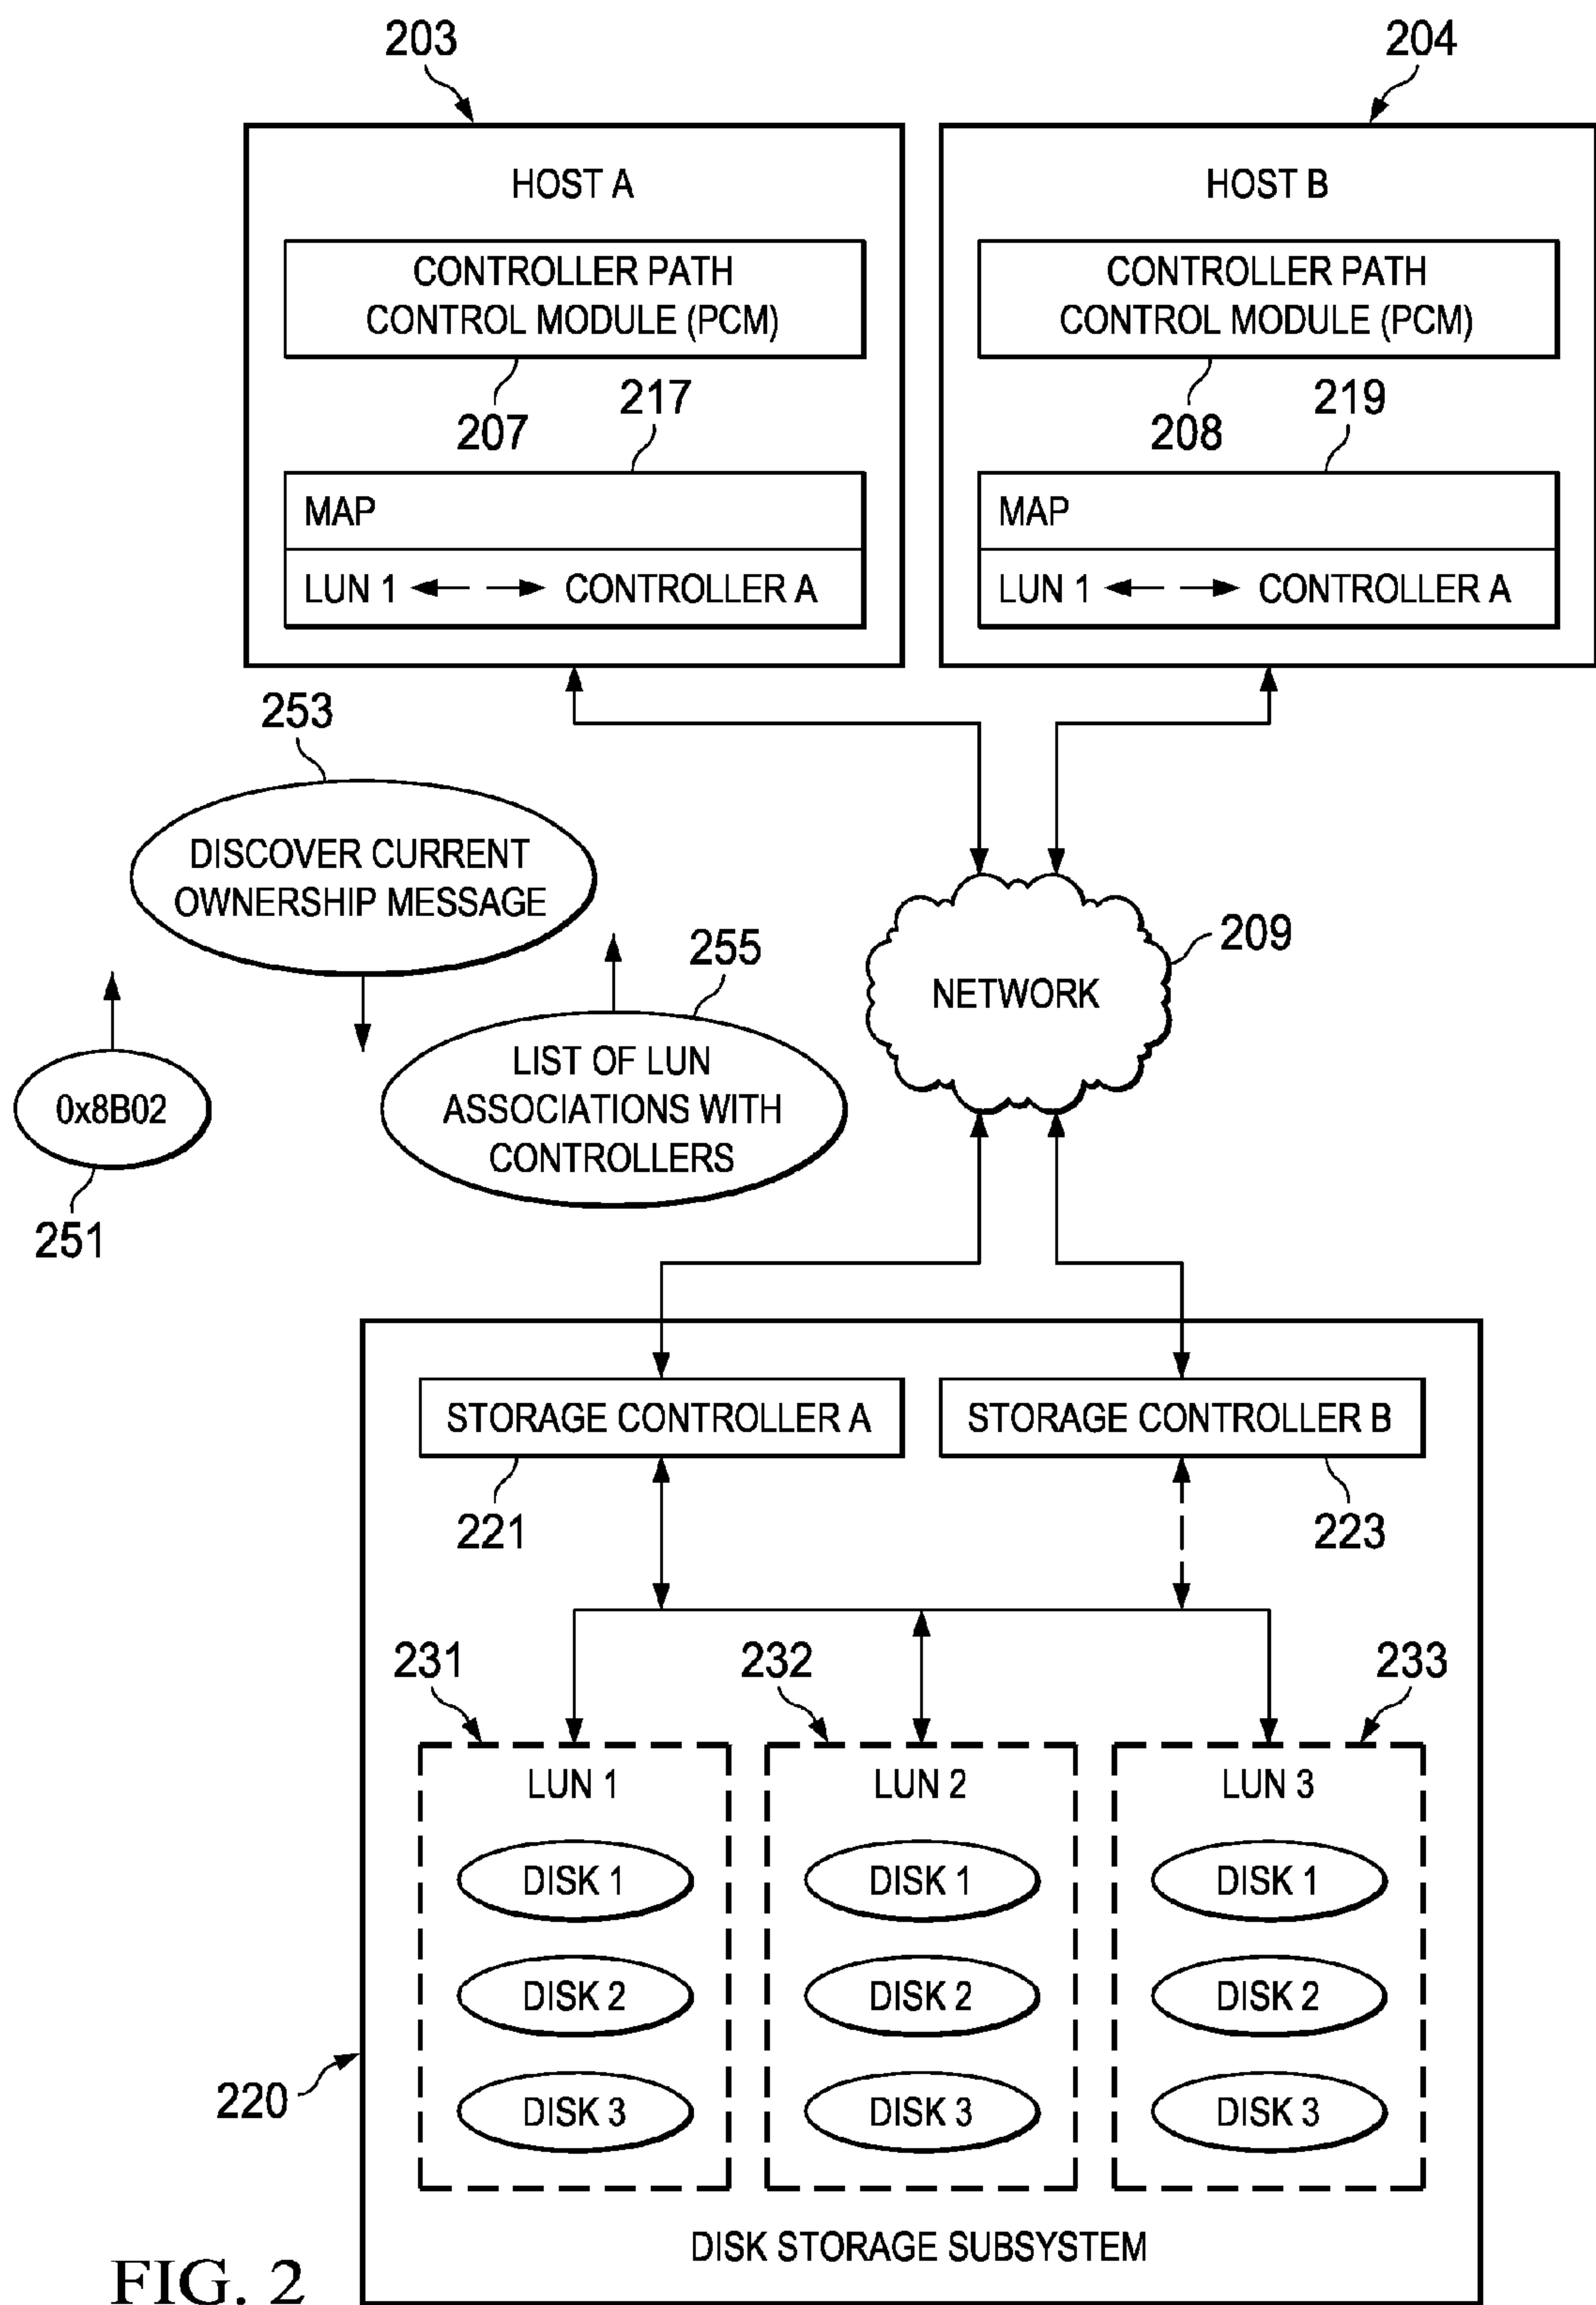 203
204
HOST A
HOST B
CONTROLLER PATH
CONTROL MODULE (PCM)
CONTROLLER PATH
CONTROL MODULE (PCM)
207
217
208
219
MAP
MAP
LUN 1 CONTROLLER A
LUN 1 CONTROLLER A
253
DISCOVER CURRENT
OWNERSHIP MESSAGE
255
209
NETWORK
LIST OF LUN
ASSOCIATIONS WITH
CONTROLLERS
0x8B02
251
STORAGE CONTROLLER A
STORAGE CONTROLLER B
221
223
231
232
233
LUN 1
LUN 2
LUN 3
DISK 1
DISK 1
DISK 1
DISK 2
DISK 2
DISK 2
DISK 3
DISK 3
DISK 3
220
DISK STORAGE SUBSYSTEM
FIG. 2